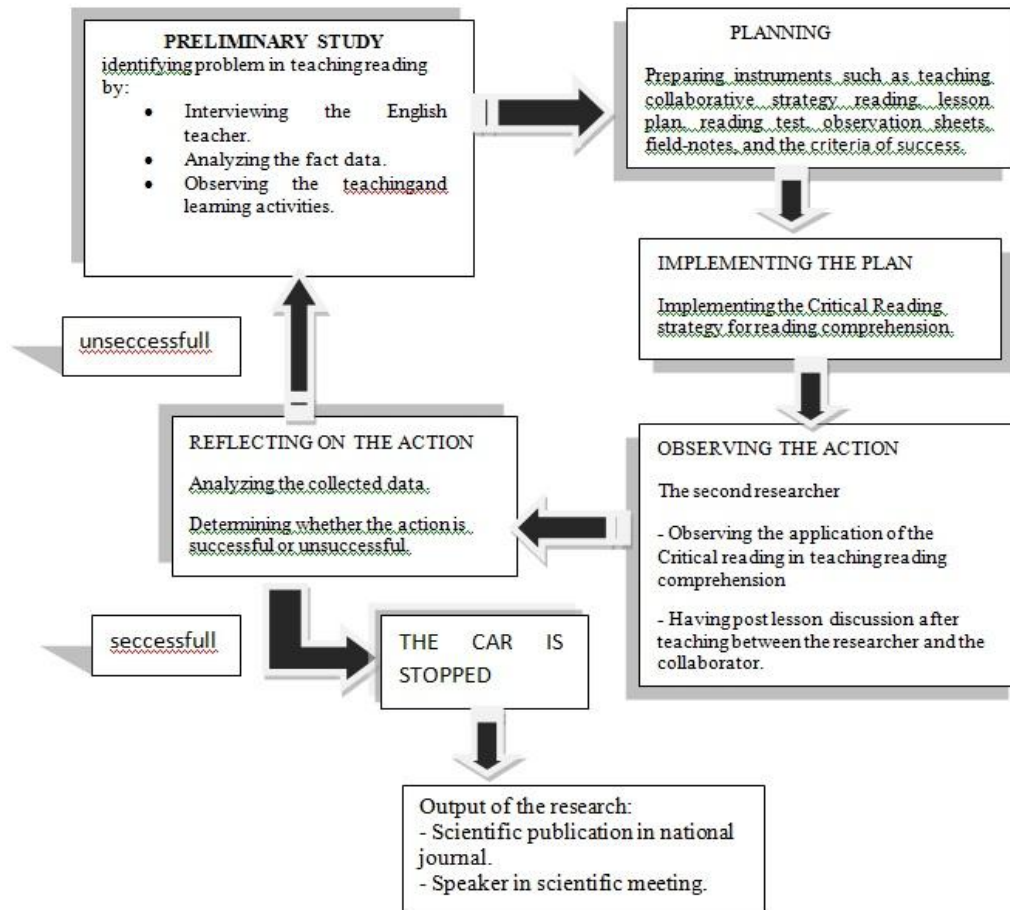 PRELIMINARY STUDY
identifying problem in teaching reading
by:
• Interviewing the English
teacher.
• Analyzing the fact data.
• Observing the teachingand
learning activities.
PLANNING
Preparing instruments such as teaching
collaborative strategy reading, lesson
plan, reading test, observation sheets,
field-notes, and the criteria of success.
IMPLEMENTING THE PLAN
Implementing the Critical Reading
strategy for reading comprehension.
OBSERVING THE ACTION
The second researcher
- Observing the application of the
Critical reading in teaching reading
comprehension
- Having post lesson discussion after
teaching between the researcher and the
collaborator.
REFLECTING ON THE ACTION
Analyzing the collected data.
Determining whether the action is
successful or unsuccessful.
unseccessfull
seccessfull
THE CAR IS
STOPPED
Output of the research:
- Scientific publication in national
journal.
- Speaker in scientific meeting.